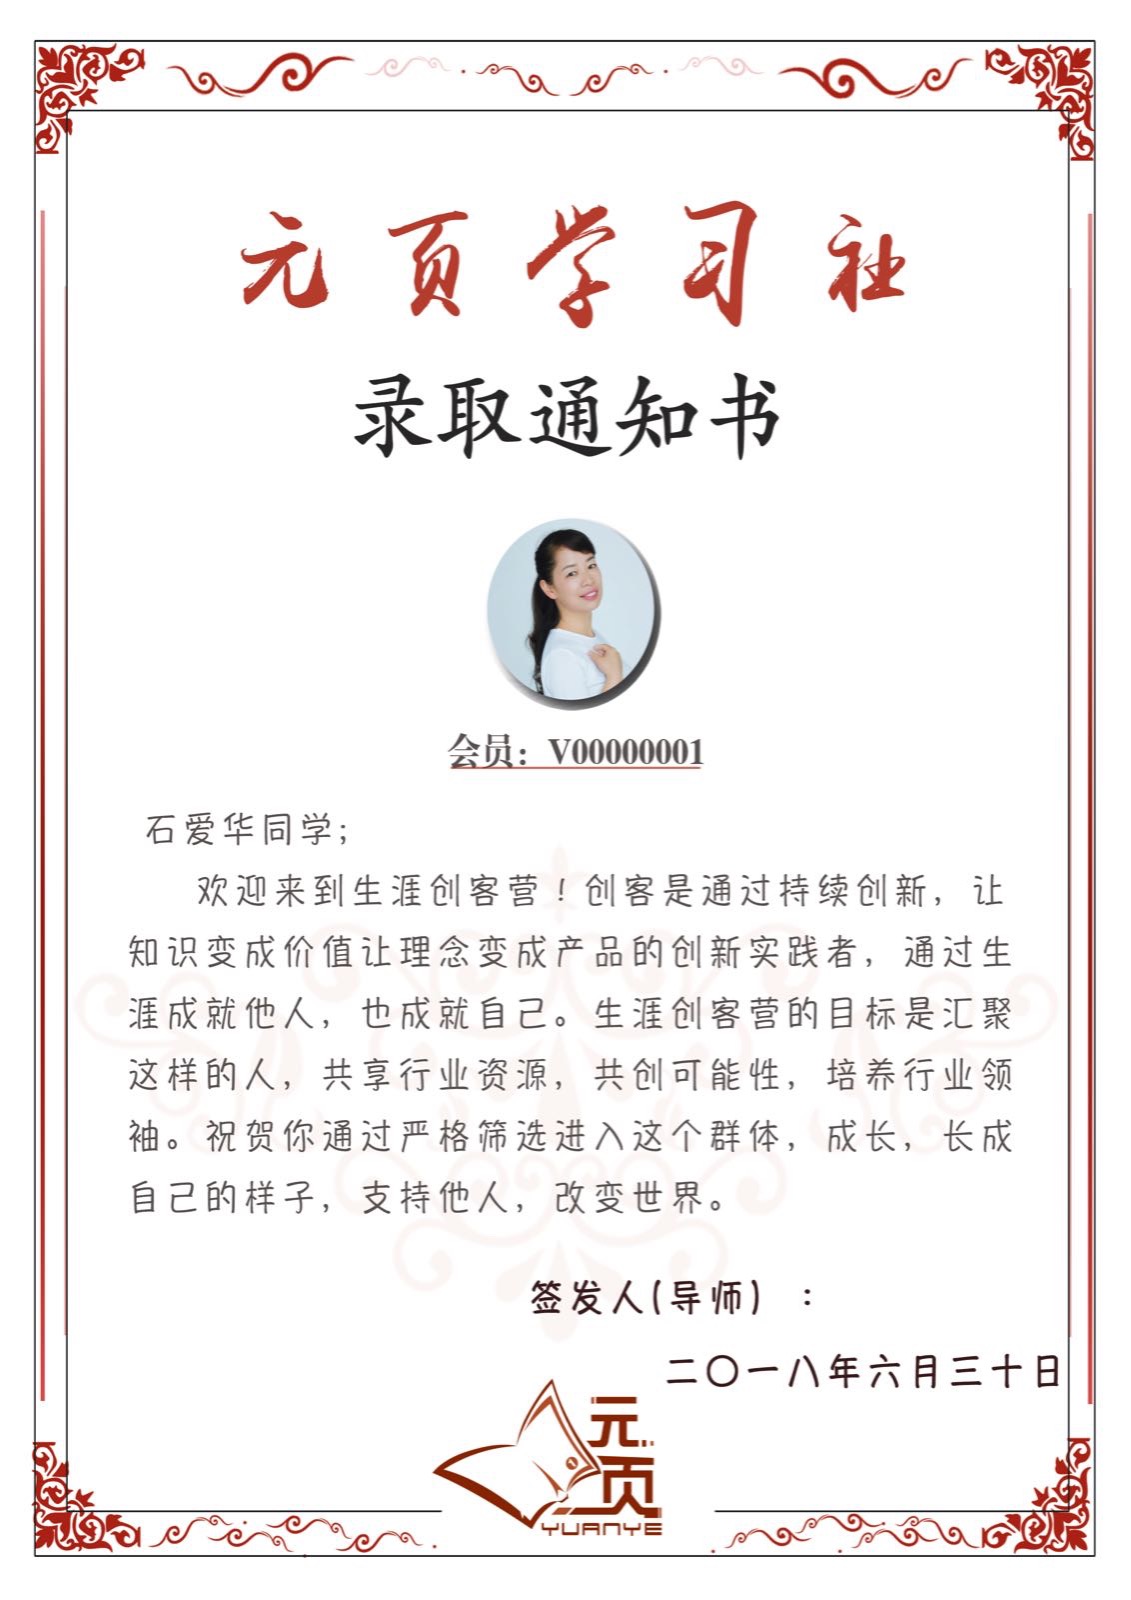 元页学习社
录取通知书
会员：V00000001
石爱华同学；
欢迎来到生涯创客营！创客是通过持续创新，让
知识变成价值让理念变成产品的创新实践者，通过生
涯成就他人，也成就自己。生涯创客营的目标是汇聚
这样的人，共享行业资源，共创可能性，培养行业领
袖。祝贺你通过严格筛选进入这个群体，成长，长成
自己的样子，支持他人，改变世界。
签发人(导师) ：
二〇一八年六月三十日
元
页
YUANYE